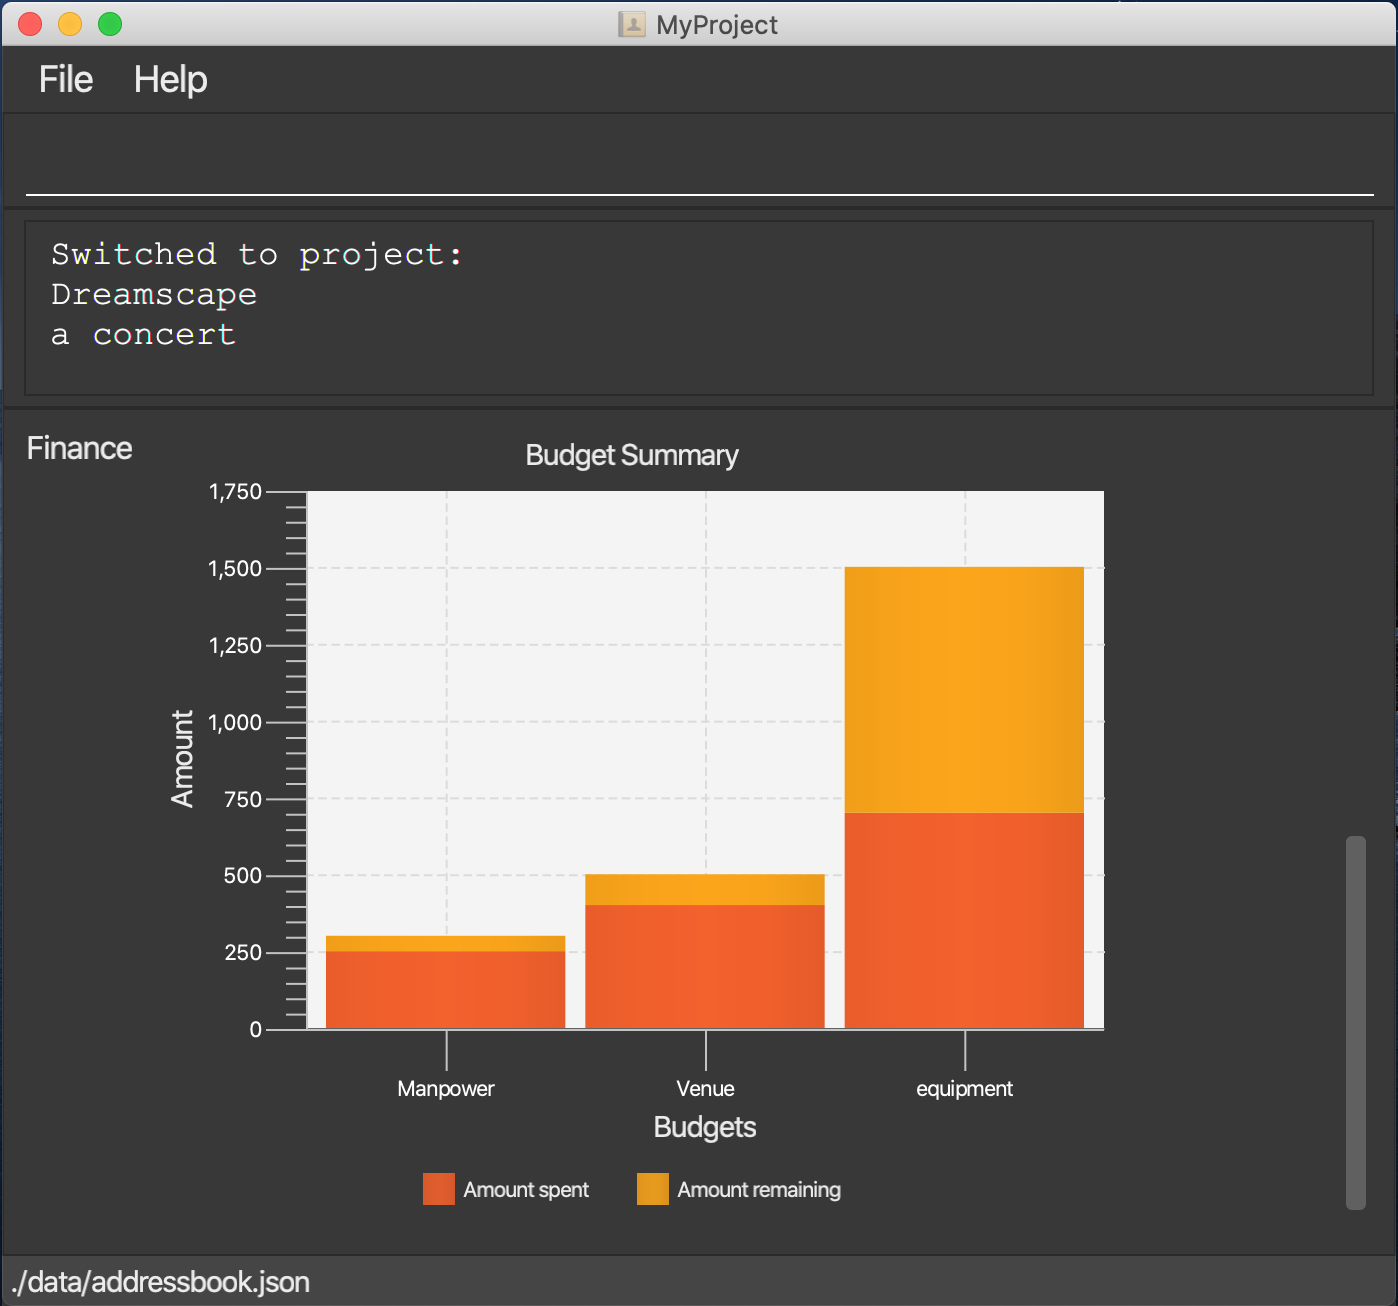 MyProject
File Help
Switched to project:
Dreamscape
a concert
Finance
Budget Summary
1,750
1,500
1,250
1,000
750
500
250
0
Amount
Manpower Venue equipment
Budgets
Amount spent Amount remaining
./data/addressbook.json